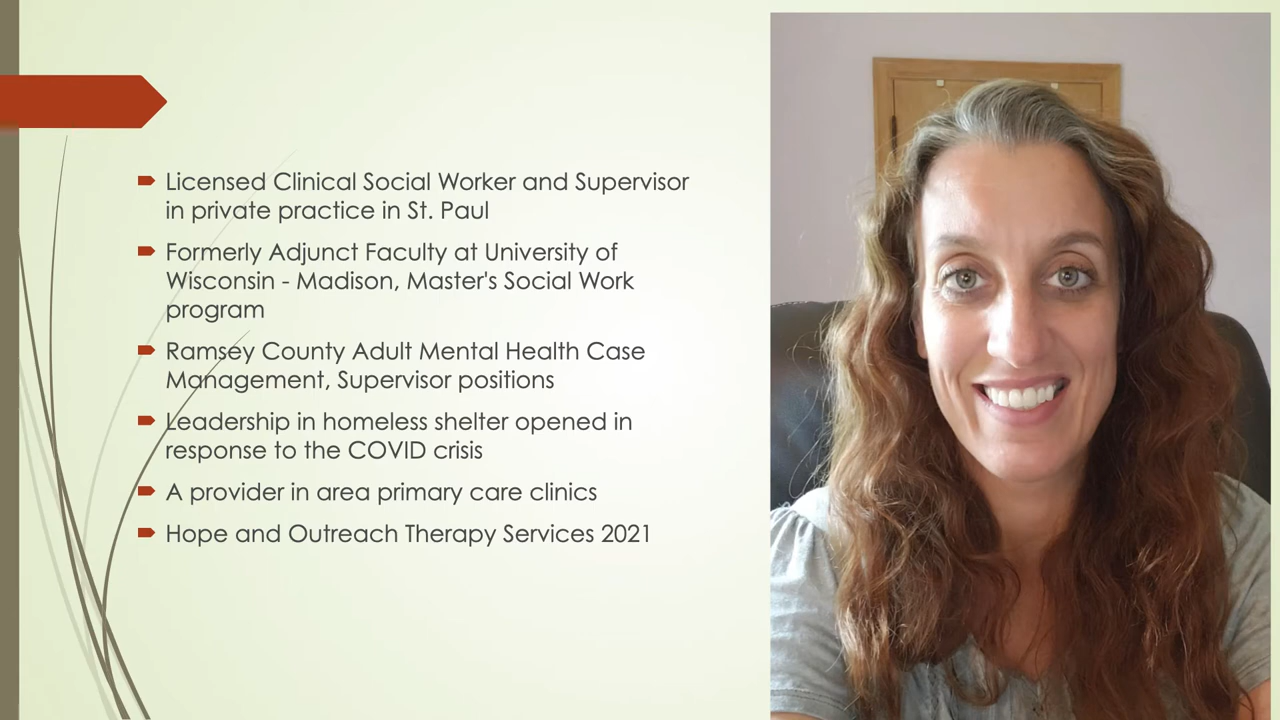 Licensed Clinical Social Worker and Supervisor
in private practice in St. Paul
Formerly Adjunct Faculty at University of
Wisconsin - Madison, Master's Social Work
program
Ramsey County Adult Mental Health Case
Management, Supervisor positions
Leadership in homeless shelter opened in
response to the COVID crisis
A provider in area primary care clinics
Hope and Outreach Therapy Services 2021